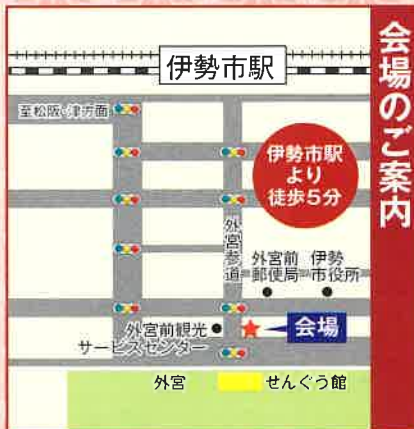 会場のご案内
伊勢市駅
至松阪・津方面
伊勢市駅
より
徒歩5分
外宮参道
外宮前
郵便局
伊勢
市役所
外宮前観光
サービスセンター
会場
外宮
せんぐう館